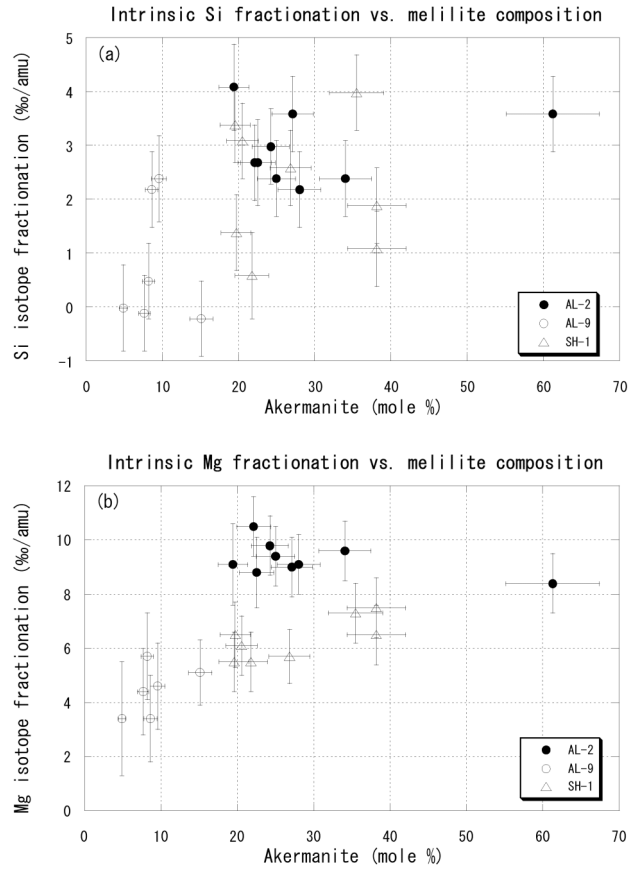 Intrinsic Si fractionation vs. melilite composition
(a)
Si isotope fractionation (‰/amu)
5
4
3
2
1
0
-1
AL-2
AL-9
SH-1
0 10 20 30 40 50 60 70
Akermanite (mole %)
Intrinsic Mg fractionation vs. melilite composition
(b)
Mg isotope fractionation (‰/amu)
12
10
8
6
4
2
0
AL-2
AL-9
SH-1
0 10 20 30 40 50 60 70
Akermanite (mole %)